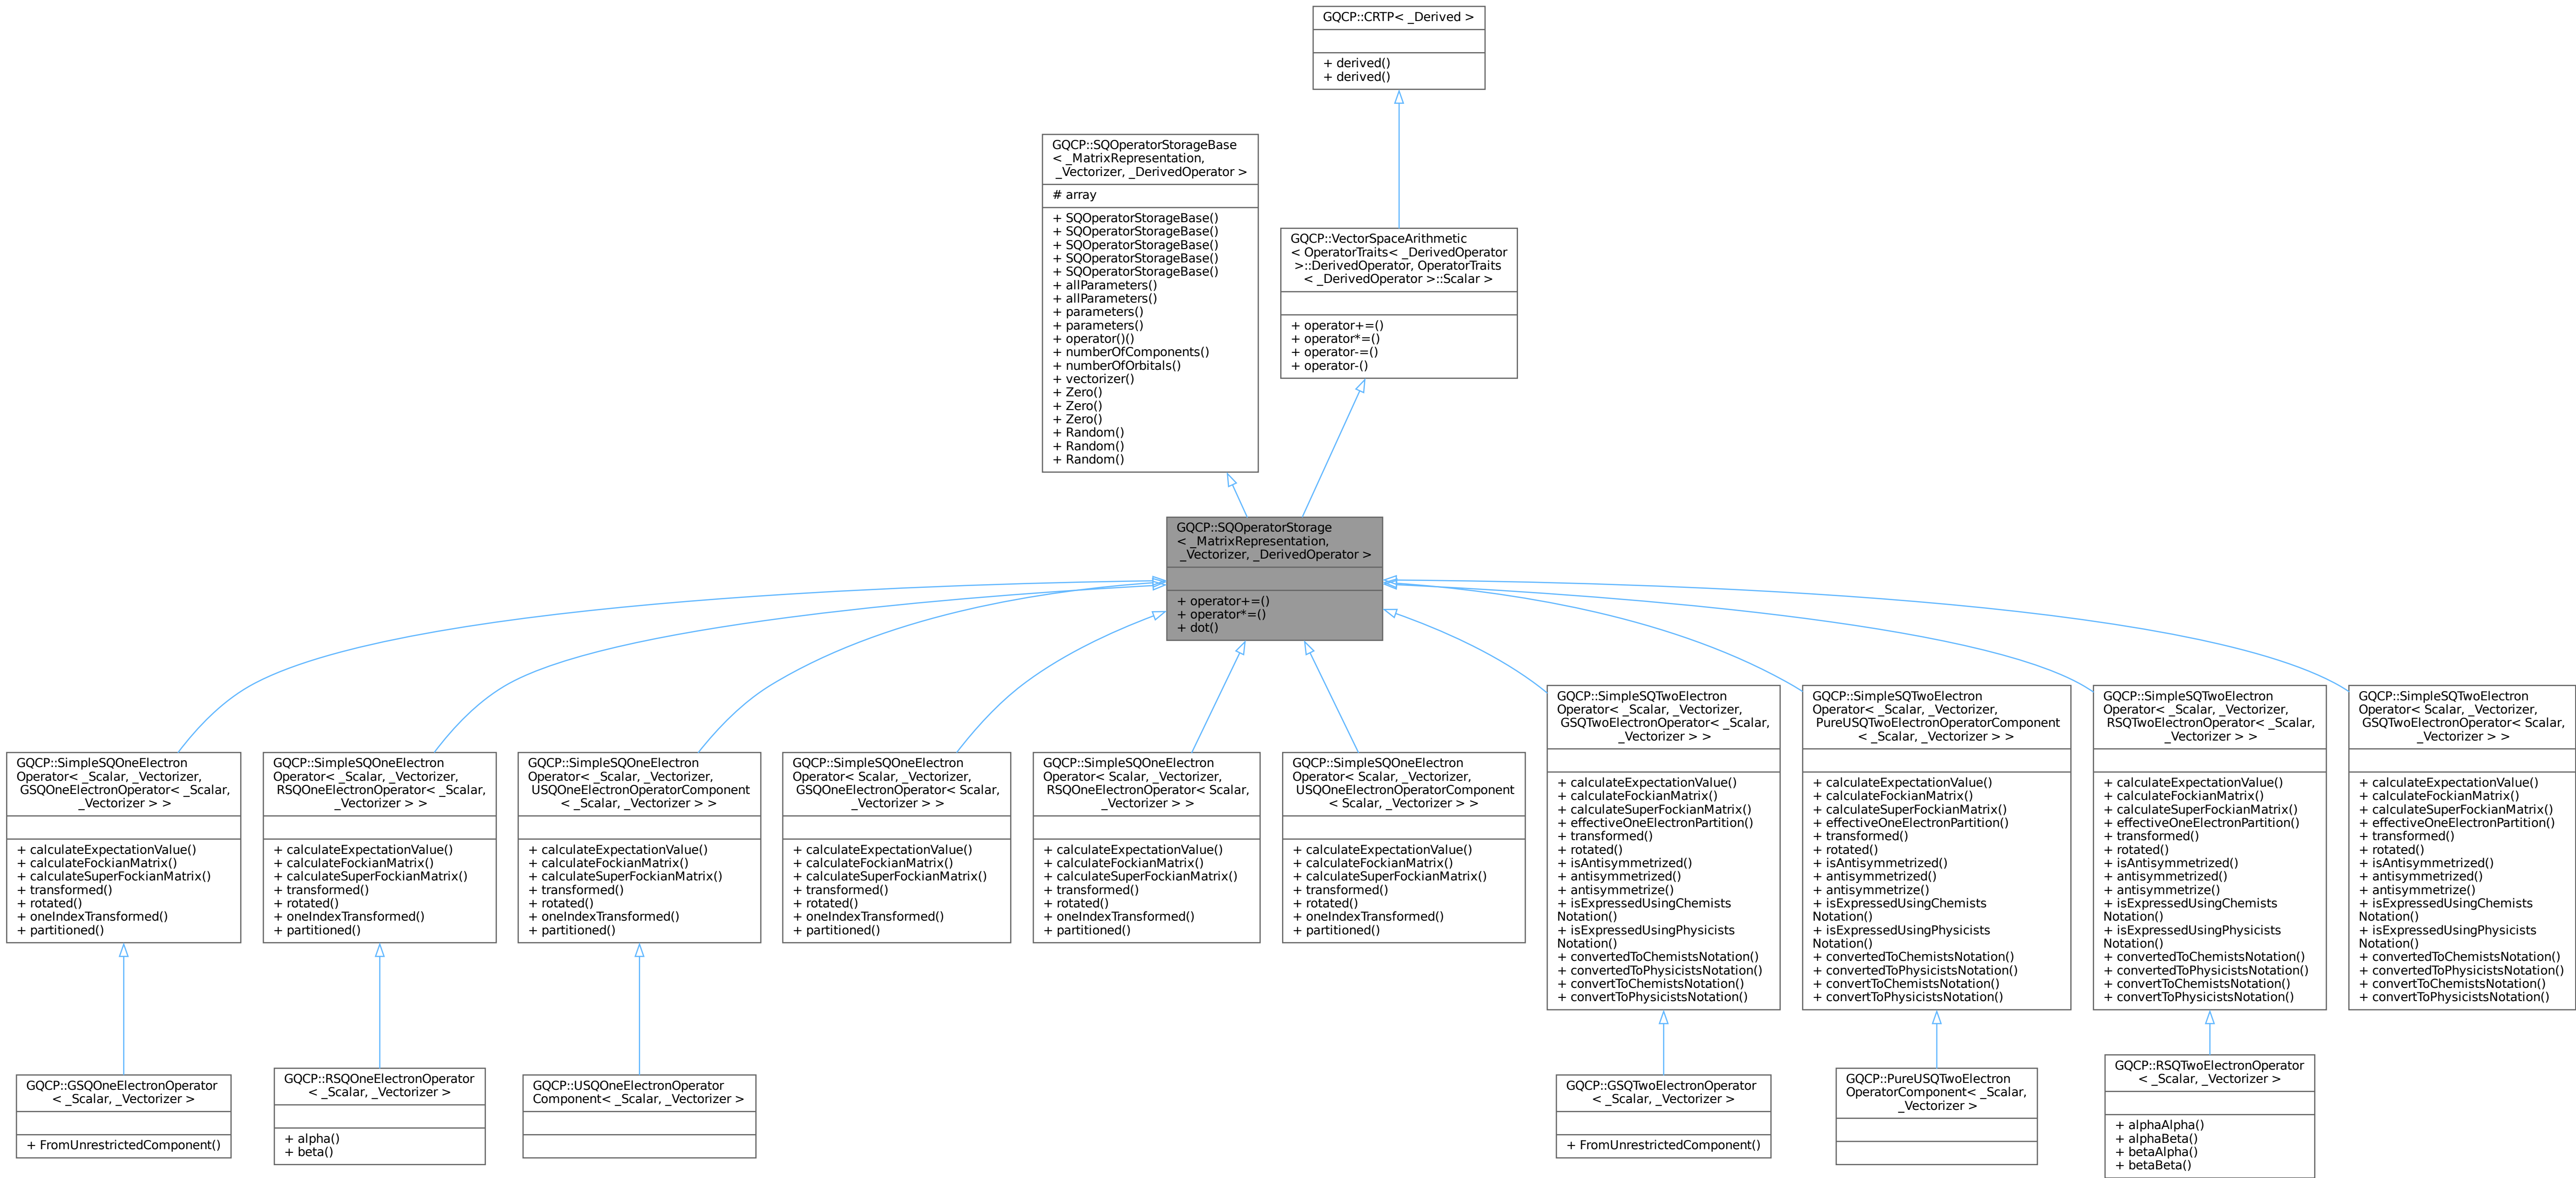 GQCP::CRTP< _Derived >
+ derived()
+ derived()
GQCP::SQOperatorStorageBase
< _MatrixRepresentation,
_Vectorizer, _DerivedOperator >
# array
+ SQOperatorStorageBase()
+ SQOperatorStorageBase()
+ SQOperatorStorageBase()
+ SQOperatorStorageBase()
+ SQOperatorStorageBase()
+ allParameters()
+ allParameters()
+ parameters()
+ parameters()
+ operator()()
+ numberOfComponents()
+ numberOfOrbitals()
+ vectorizer()
+ Zero()
+ Zero()
+ Zero()
+ Random()
+ Random()
+ Random()
GQCP::VectorSpaceArithmetic
< OperatorTraits< _DerivedOperator
>::DerivedOperator, OperatorTraits
< _DerivedOperator >::Scalar >
+ operator+=()
+ operator*=()
+ operator-=()
+ operator-()
GQCP::SQOperatorStorage
< _MatrixRepresentation,
_Vectorizer, _DerivedOperator >
+ operator+=()
+ operator*=()
+ dot()
GQCP::SimpleSQOneElectron
Operator< _Scalar, _Vectorizer,
GSQOneElectronOperator< _Scalar,
_Vectorizer > >
+ calculateExpectationValue()
+ calculateFockianMatrix()
+ calculateSuperFockianMatrix()
+ transformed()
+ rotated()
+ oneIndexTransformed()
+ partitioned()
GQCP::SimpleSQOneElectron
Operator< _Scalar, _Vectorizer,
RSQOneElectronOperator< _Scalar,
_Vectorizer > >
+ calculateExpectationValue()
+ calculateFockianMatrix()
+ calculateSuperFockianMatrix()
+ transformed()
+ rotated()
+ oneIndexTransformed()
+ partitioned()
GQCP::SimpleSQOneElectron
Operator< _Scalar, _Vectorizer,
USQOneElectronOperatorComponent
< _Scalar, _Vectorizer > >
+ calculateExpectationValue()
+ calculateFockianMatrix()
+ calculateSuperFockianMatrix()
+ transformed()
+ rotated()
+ oneIndexTransformed()
+ partitioned()
GQCP::SimpleSQOneElectron
Operator< Scalar, _Vectorizer,
GSQOneElectronOperator< Scalar,
_Vectorizer > >
+ calculateExpectationValue()
+ calculateFockianMatrix()
+ calculateSuperFockianMatrix()
+ transformed()
+ rotated()
+ oneIndexTransformed()
+ partitioned()
GQCP::SimpleSQOneElectron
Operator< Scalar, _Vectorizer,
RSQOneElectronOperator< Scalar,
_Vectorizer > >
+ calculateExpectationValue()
+ calculateFockianMatrix()
+ calculateSuperFockianMatrix()
+ transformed()
+ rotated()
+ oneIndexTransformed()
+ partitioned()
GQCP::SimpleSQOneElectron
Operator< Scalar, _Vectorizer,
USQOneElectronOperatorComponent
< Scalar, _Vectorizer > >
+ calculateExpectationValue()
+ calculateFockianMatrix()
+ calculateSuperFockianMatrix()
+ transformed()
+ rotated()
+ oneIndexTransformed()
+ partitioned()
GQCP::SimpleSQTwoElectron
Operator< _Scalar, _Vectorizer,
GSQTwoElectronOperator< _Scalar,
_Vectorizer > >
+ calculateExpectationValue()
+ calculateFockianMatrix()
+ calculateSuperFockianMatrix()
+ effectiveOneElectronPartition()
+ transformed()
+ rotated()
+ isAntisymmetrized()
+ antisymmetrized()
+ antisymmetrize()
+ isExpressedUsingChemists
Notation()
+ isExpressedUsingPhysicists
Notation()
+ convertedToChemistsNotation()
+ convertedToPhysicistsNotation()
+ convertToChemistsNotation()
+ convertToPhysicistsNotation()
GQCP::SimpleSQTwoElectron
Operator< _Scalar, _Vectorizer,
PureUSQTwoElectronOperatorComponent
< _Scalar, _Vectorizer > >
+ calculateExpectationValue()
+ calculateFockianMatrix()
+ calculateSuperFockianMatrix()
+ effectiveOneElectronPartition()
+ transformed()
+ rotated()
+ isAntisymmetrized()
+ antisymmetrized()
+ antisymmetrize()
+ isExpressedUsingChemists
Notation()
+ isExpressedUsingPhysicists
Notation()
+ convertedToChemistsNotation()
+ convertedToPhysicistsNotation()
+ convertToChemistsNotation()
+ convertToPhysicistsNotation()
GQCP::SimpleSQTwoElectron
Operator< _Scalar, _Vectorizer,
RSQTwoElectronOperator< _Scalar,
_Vectorizer > >
+ calculateExpectationValue()
+ calculateFockianMatrix()
+ calculateSuperFockianMatrix()
+ effectiveOneElectronPartition()
+ transformed()
+ rotated()
+ isAntisymmetrized()
+ antisymmetrized()
+ antisymmetrize()
+ isExpressedUsingChemists
Notation()
+ isExpressedUsingPhysicists
Notation()
+ convertedToChemistsNotation()
+ convertedToPhysicistsNotation()
+ convertToChemistsNotation()
+ convertToPhysicistsNotation()
GQCP::SimpleSQTwoElectron
Operator< Scalar, _Vectorizer,
GSQTwoElectronOperator< Scalar,
_Vectorizer > >
+ calculateExpectationValue()
+ calculateFockianMatrix()
+ calculateSuperFockianMatrix()
+ effectiveOneElectronPartition()
+ transformed()
+ rotated()
+ isAntisymmetrized()
+ antisymmetrized()
+ antisymmetrize()
+ isExpressedUsingChemists
Notation()
+ isExpressedUsingPhysicists
Notation()
+ convertedToChemistsNotation()
+ convertedToPhysicistsNotation()
+ convertToChemistsNotation()
+ convertToPhysicistsNotation()
GQCP::GSQOneElectronOperator
< _Scalar, _Vectorizer >
+ FromUnrestrictedComponent()
GQCP::RSQOneElectronOperator
< _Scalar, _Vectorizer >
+ alpha()
+ beta()
GQCP::USQOneElectronOperator
Component< _Scalar, _Vectorizer >
GQCP::GSQTwoElectronOperator
< _Scalar, _Vectorizer >
+ FromUnrestrictedComponent()
GQCP::PureUSQTwoElectron
OperatorComponent< _Scalar,
_Vectorizer >
GQCP::RSQTwoElectronOperator
< _Scalar, _Vectorizer >
+ alphaAlpha()
+ alphaBeta()
+ betaAlpha()
+ betaBeta()